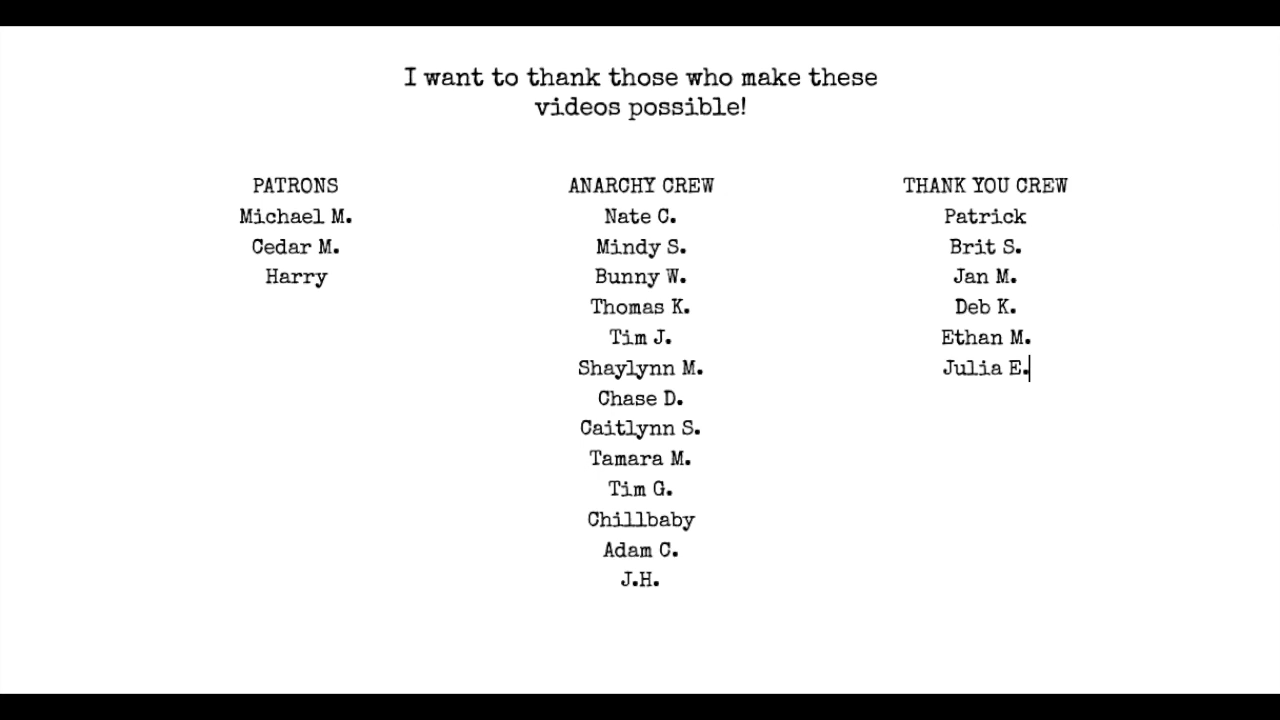 I want to thank those who make these
videos possible!
PATRONS
Michael M.
Cedar M.
Harry
ANARCHY CREW
Nate C.
Mindy S.
Bunny W.
Thomas K.
Tim J.
Shaylynn M.
Chase D.
Caitlynn S.
Tamara M.
Tim G.
Chillbaby
Adam C.
J.H.
THANK YOU CREW
Patrick
Brit S.
Jan M.
Deb K.
Ethan M.
Julia E.